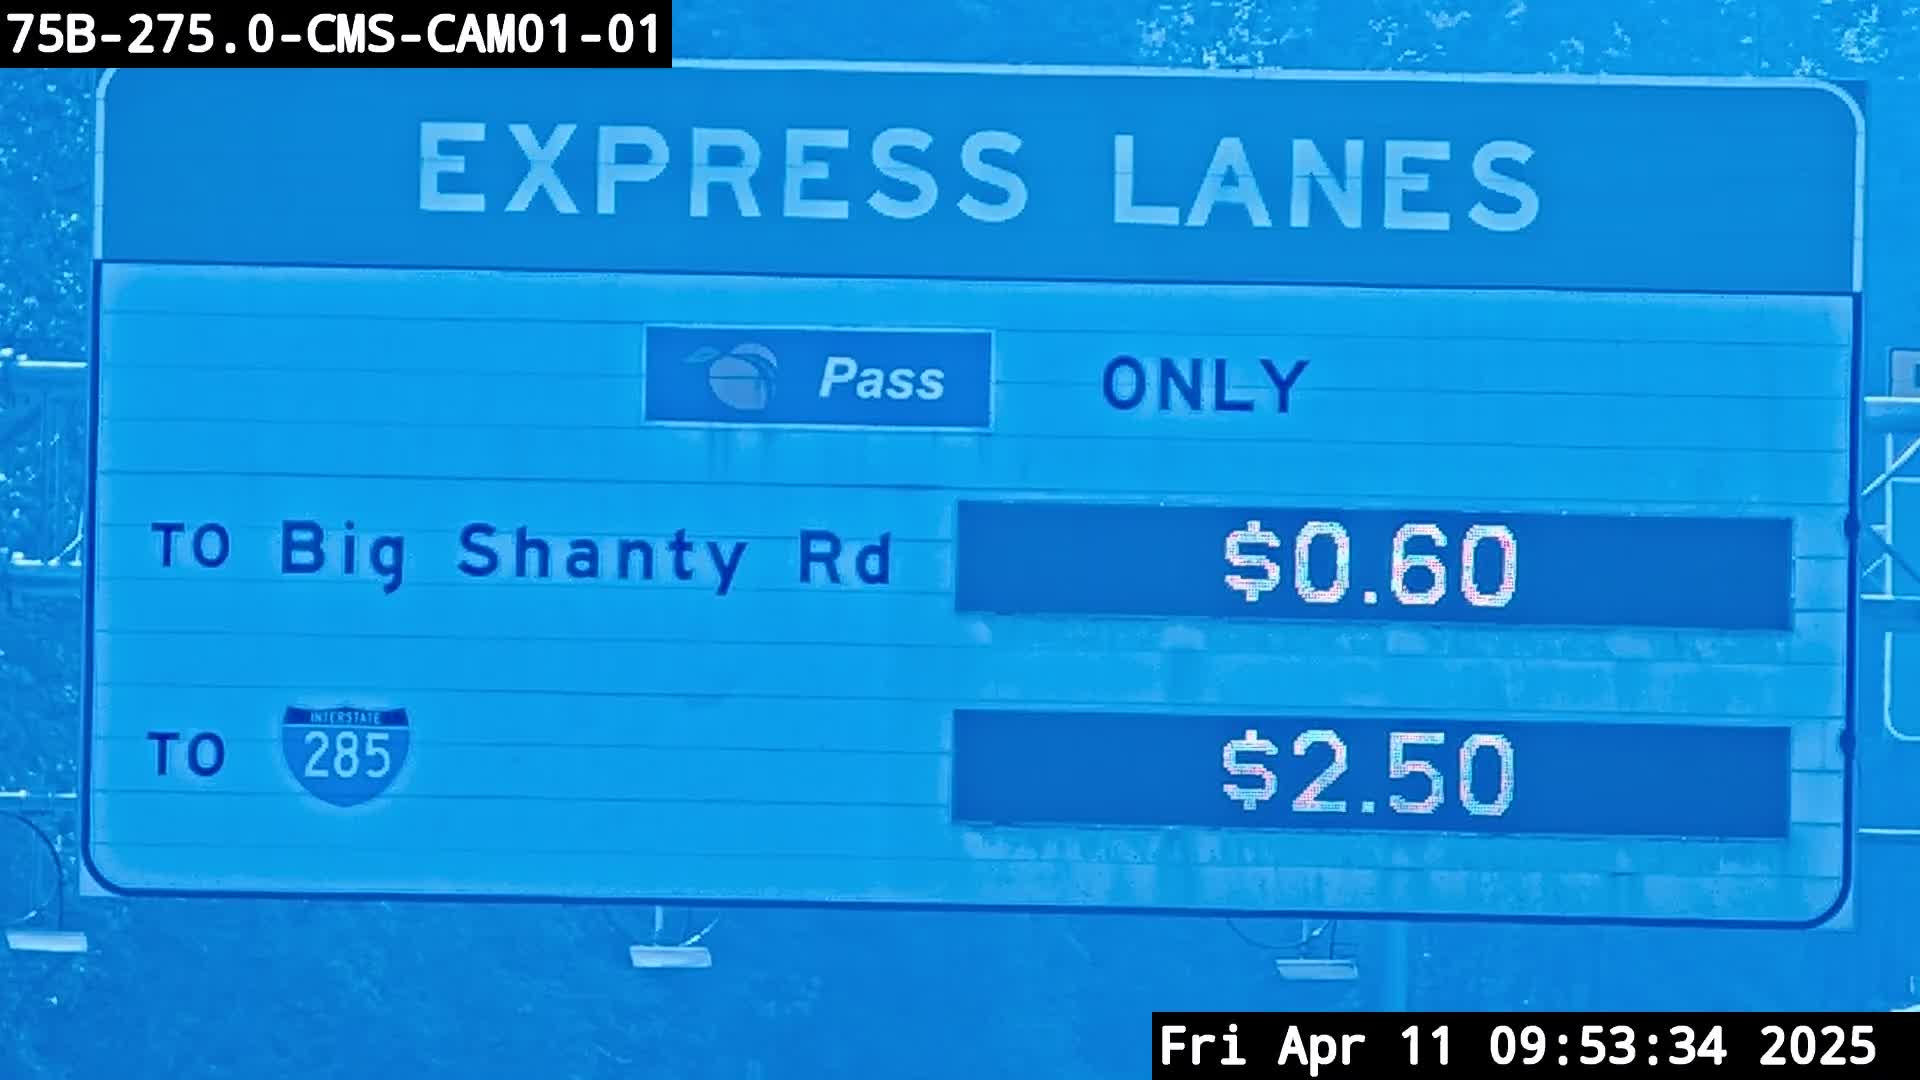 75B-275.0-CMS-CAM01-01
EXPRESS LANES
Pass ONLY
TO Big Shanty Rd $0.60
TO INTERSTATE 285 $2.50
Fri Apr 11 09:53:34 2025